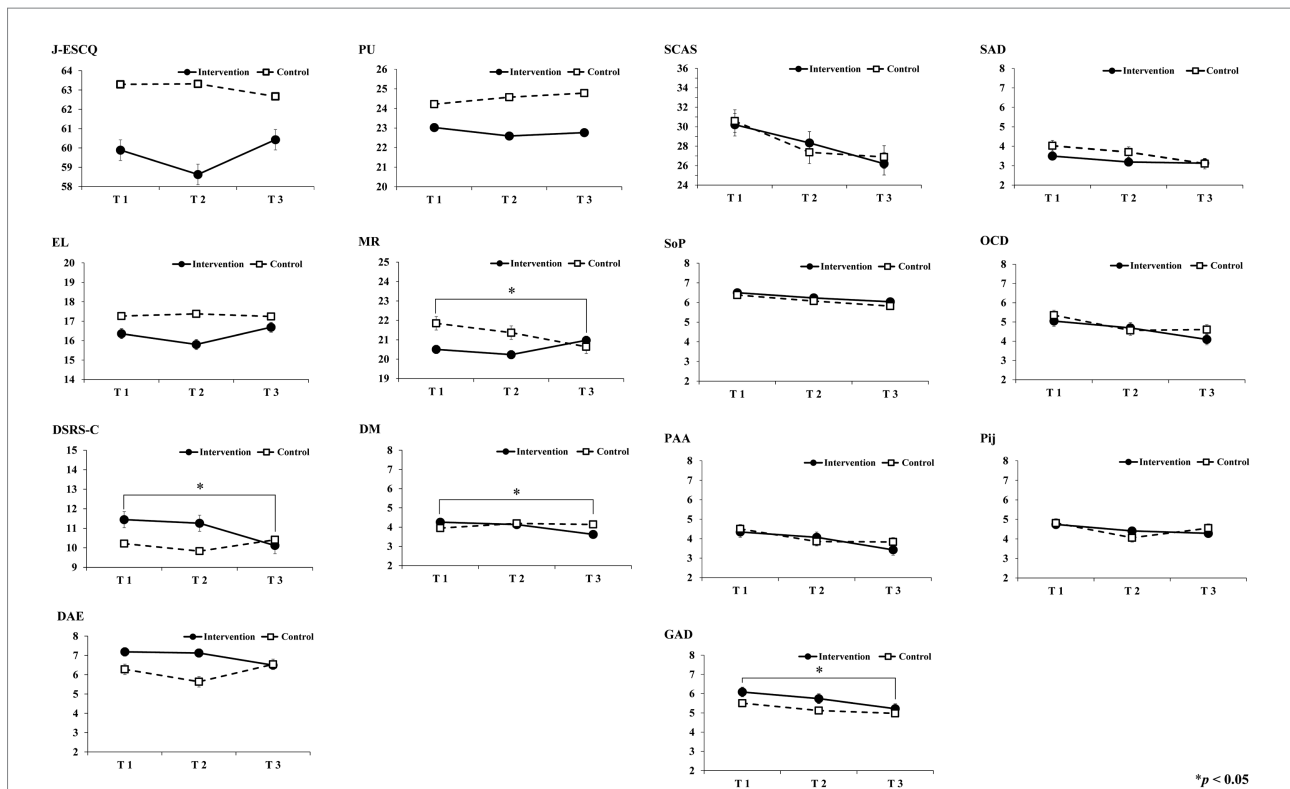 J-ESCQ
Intervention Control
64
63
62
61
60
59
58
T 1 T 2 T 3
PU
Intervention Control
26
25
24
23
22
21
20
T 1 T 2 T 3
SCAS
Intervention Control
36
34
32
30
28
26
24
T 1 T 2 T 3
SAD
Intervention Control
8
7
6
5
4
3
2
T 1 T 2 T 3
EL
Intervention Control
20
19
18
17
16
15
14
T 1 T 2 T 3
MR
Intervention Control
25
24
23
22
21
20
19
*
T 1 T 2 T 3
SoP
Intervention Control
8
7
6
5
4
3
2
T 1 T 2 T 3
OCD
Intervention Control
8
7
6
5
4
3
2
T 1 T 2 T 3
DSRS-C
Intervention Control
15
14
13
12
11
10
9
*
T 1 T 2 T 3
DM
Intervention Control
8
7
6
5
4
3
2
*
T 1 T 2 T 3
PAA
Intervention Control
8
7
6
5
4
3
2
T 1 T 2 T 3
Pij
Intervention Control
8
7
6
5
4
3
2
T 1 T 2 T 3
DAE
Intervention Control
8
7
6
5
4
3
2
T 1 T 2 T 3
GAD
Intervention Control
8
7
6
5
4
3
2
*
T 1 T 2 T 3
*p < 0.05